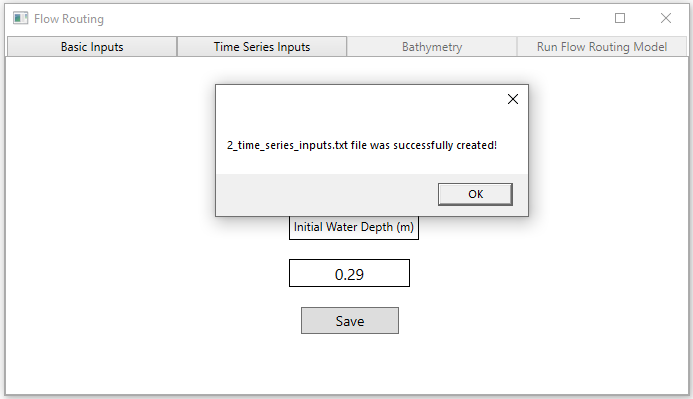 Flow Routing
Basic Inputs
Time Series Inputs
Bathymetry
Run Flow Routing Model
2_time_series_inputs.txt file was successfully created!
OK
Initial Water Depth (m)
0.29
Save